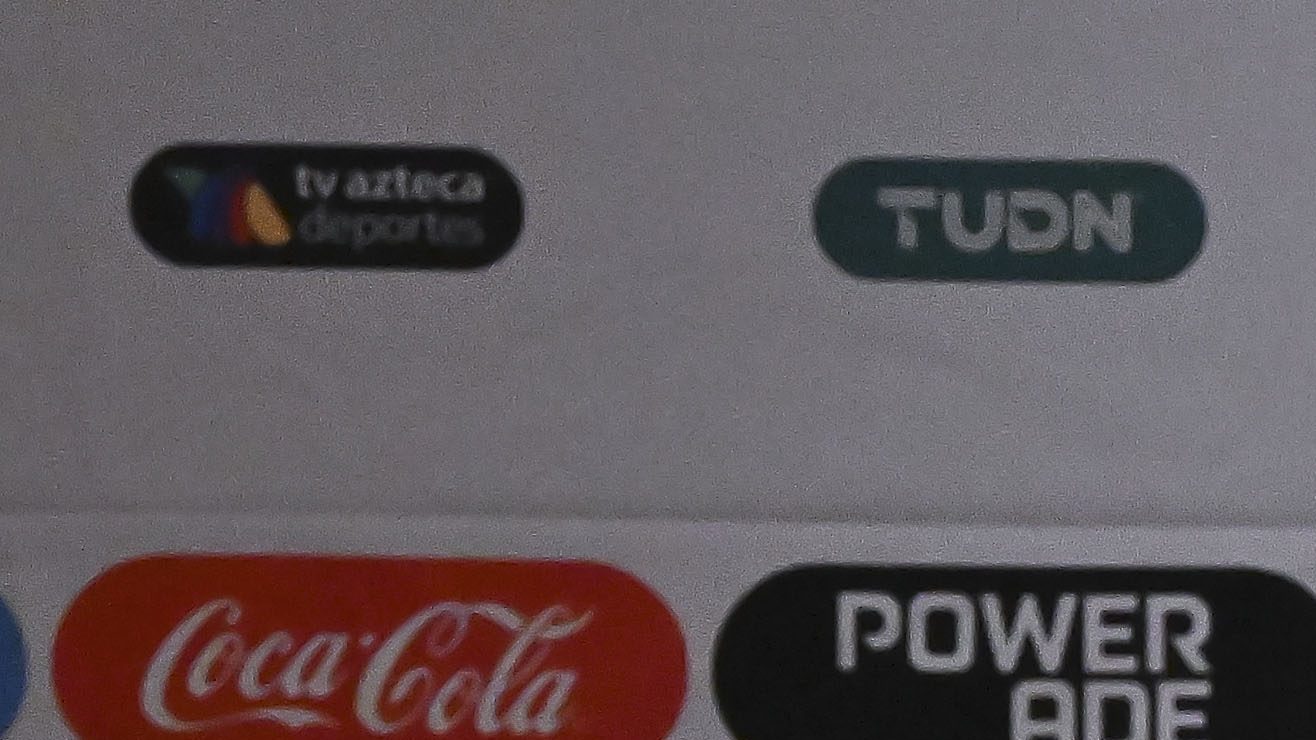 tv azteca
deportes
TUDN
Coca-Cola
POWER
ADE